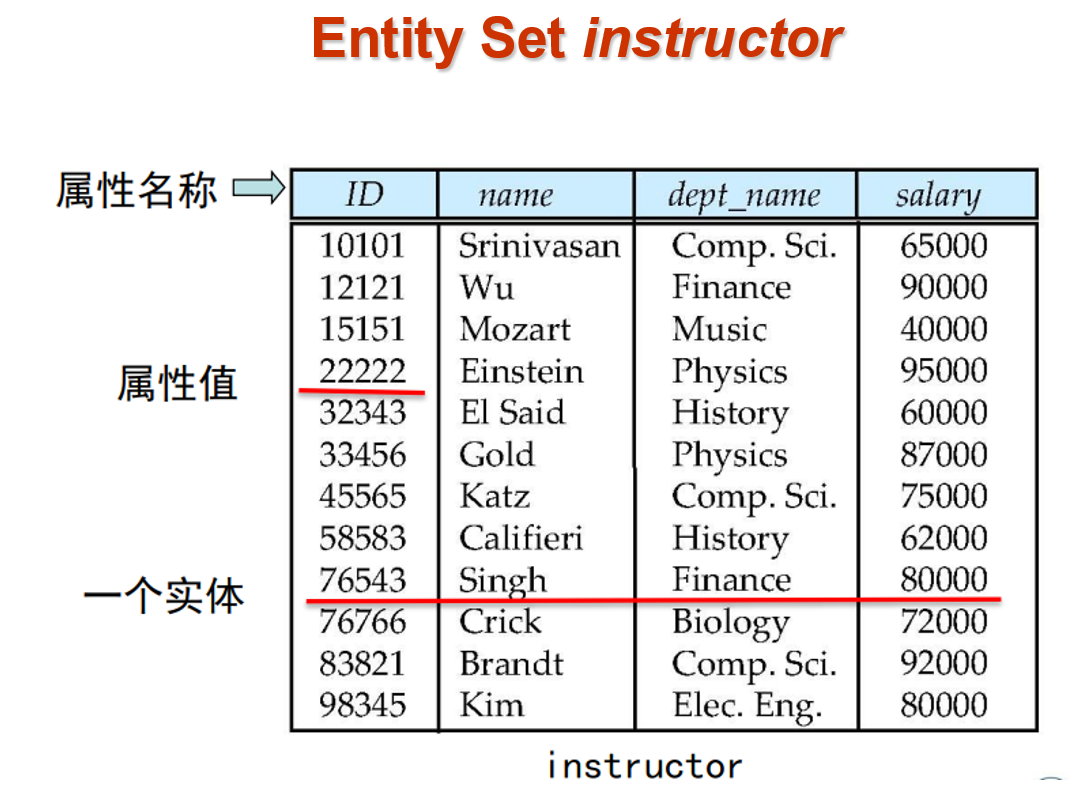 Entity Set instructor
属性名称 ID name dept_name salary
10101 Srinivasan Comp. Sci. 65000
12121 Wu Finance 90000
15151 Mozart Music 40000
属性值 22222 Einstein Physics 95000
32343 El Said History 60000
33456 Gold Physics 87000
45565 Katz Comp. Sci. 75000
58583 Califieri History 62000
一个实体 76543 Singh Finance 80000
76766 Crick Biology 72000
83821 Brandt Comp. Sci. 92000
98345 Kim Elec. Eng. 80000
instructor